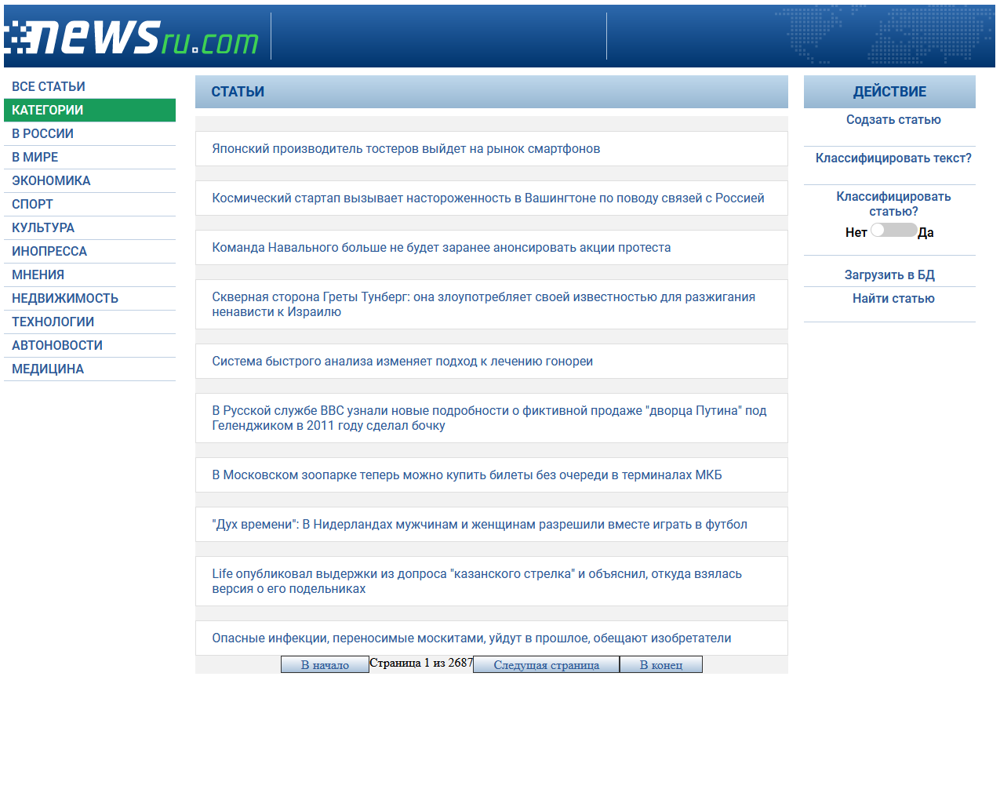 newsru.com
ВСЕ СТАТЬИ
КАТЕГОРИИ
В РОССИИ
В МИРЕ
ЭКОНОМИКА
СПОРТ
КУЛЬТУРА
ИНОПРЕССА
МНЕНИЯ
НЕДВИЖИМОСТЬ
ТЕХНОЛОГИИ
АВТОНОВОСТИ
МЕДИЦИНА
СТАТЬИ
Японский производитель тостеров выйдет на рынок смартфонов
Космический стартап вызывает настороженность в Вашингтоне по поводу связей с Россией
Команда Навального больше не будет заранее анонсировать акции протеста
Скверная сторона Греты Тунберг: она злоупотребляет своей известностью для разжигания
ненависти к Израилю
Система быстрого анализа изменяет подход к лечению гонореи
В Русской службе BBC узнали новые подробности о фиктивной продаже "дворца Путина" под
Геленджиком в 2011 году сделал бочку
В Московском зоопарке теперь можно купить билеты без очереди в терминалах МКБ
"Дух времени": В Нидерландах мужчинам и женщинам разрешили вместе играть в футбол
Life опубликовал выдержки из допроса "казанского стрелка" и объяснил, откуда взялась
версия о его подельниках
Опасные инфекции, переносимые москитами, уйдут в прошлое, обещают изобретатели
В начало Страница 1 из 2687 Следущая страница В конец
ДЕЙСТВИЕ
Содзать статью
Классифицировать текст?
Классифицировать
статью?
Нет Да
Загрузить в БД
Найти статью